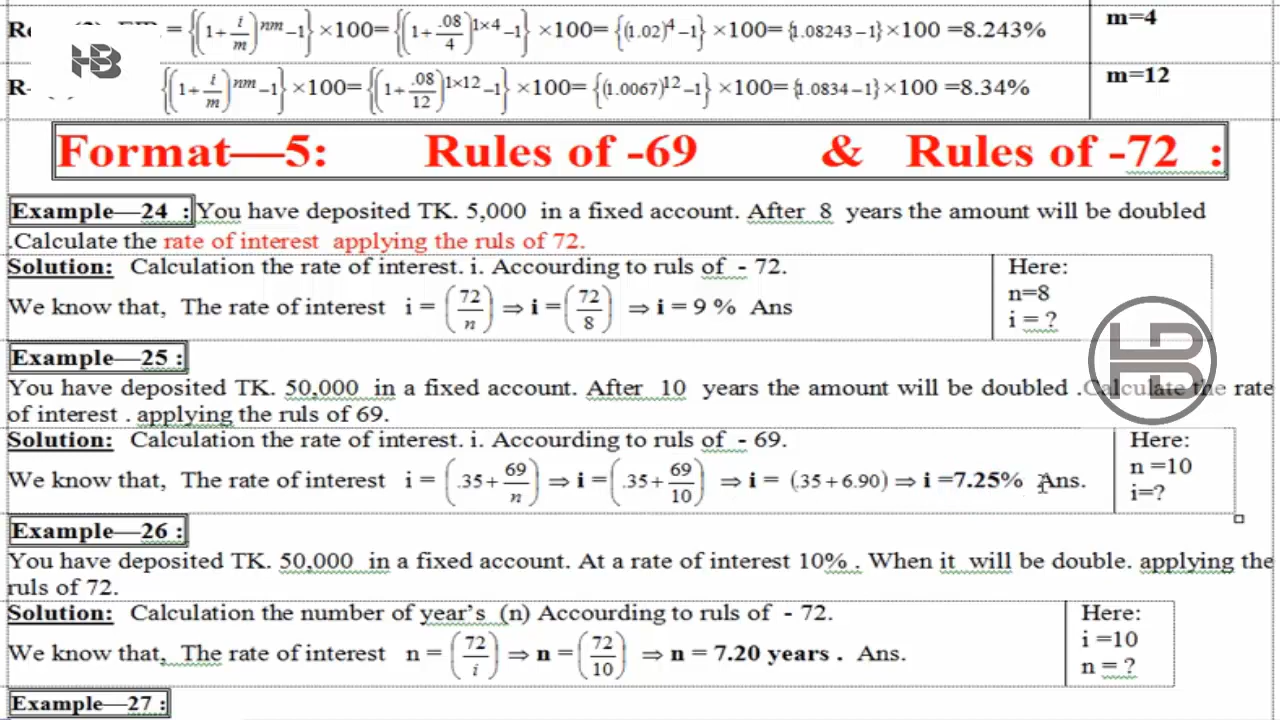 = {(1+i/m)^nm −1} ×100= {(1+.08/4)^1×4 −1} ×100= {(1.02)^4 −1} ×100= {1.08243−1}×100 =8.243%
m=4
{(1+i/m)^nm −1} ×100= {(1+.08/12)^1×12 −1} ×100= {(1.0067)^12 −1} ×100= {1.0834−1}×100 =8.34%
m=12
Format—5: Rules of -69 & Rules of -72 :
Example—24 : You have deposited TK. 5,000 in a fixed account. After 8 years the amount will be doubled
.Calculate the rate of interest applying the ruls of 72.
Solution: Calculation the rate of interest. i. Accourding to ruls of - 72.
We know that, The rate of interest i = (72/n) ⇒ i = (72/8) ⇒ i = 9 % Ans
Here:
n=8
i = ?
Example—25 :
You have deposited TK. 50,000 in a fixed account. After 10 years the amount will be doubled .Calculate the rate
of interest . applying the ruls of 69.
Solution: Calculation the rate of interest. i. Accourding to ruls of - 69.
We know that, The rate of interest i = (.35+69/n) ⇒ i = (.35+69/10) ⇒ i = (.35+6.90) ⇒ i =7.25% Ans.
Here:
n =10
i=?
Example—26 :
You have deposited TK. 50,000 in a fixed account. At a rate of interest 10% . When it will be double. applying the
ruls of 72.
Solution: Calculation the number of year’s (n) Accourding to ruls of - 72.
We know that, The rate of interest n = (72/i) ⇒ n = (72/10) ⇒ n = 7.20 years . Ans.
Here:
i =10
n = ?
Example—27 :